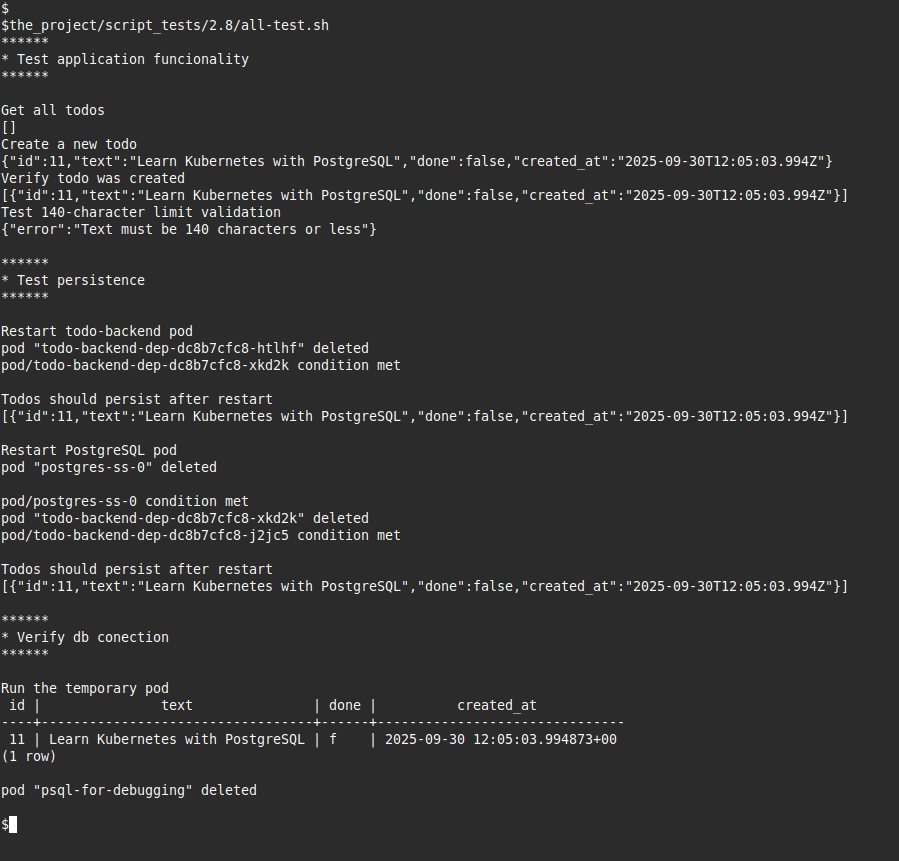 $
$the_project/script_tests/2.8/all-test.sh
******
* Test application funcionality
******
Get all todos
[]
Create a new todo
{"id":11,"text":"Learn Kubernetes with PostgreSQL","done":false,"created_at":"2025-09-30T12:05:03.994Z"}
Verify todo was created
[{"id":11,"text":"Learn Kubernetes with PostgreSQL","done":false,"created_at":"2025-09-30T12:05:03.994Z"}]
Test 140-character limit validation
{"error":"Text must be 140 characters or less"}
******
* Test persistence
******
Restart todo-backend pod
pod "todo-backend-dep-dc8b7cfc8-htlhf" deleted
pod/todo-backend-dep-dc8b7cfc8-xkd2k condition met
Todos should persist after restart
[{"id":11,"text":"Learn Kubernetes with PostgreSQL","done":false,"created_at":"2025-09-30T12:05:03.994Z"}]
Restart PostgreSQL pod
pod "postgres-ss-0" deleted
pod/postgres-ss-0 condition met
pod "todo-backend-dep-dc8b7cfc8-xkd2k" deleted
pod/todo-backend-dep-dc8b7cfc8-j2jc5 condition met
Todos should persist after restart
[{"id":11,"text":"Learn Kubernetes with PostgreSQL","done":false,"created_at":"2025-09-30T12:05:03.994Z"}]
******
* Verify db conection
******
Run the temporary pod
 id |               text               | done |          created_at
----+----------------------------------+------+-------------------------------
 11 | Learn Kubernetes with PostgreSQL | f    | 2025-09-30 12:05:03.994873+00
(1 row)
pod "psql-for-debugging" deleted
$